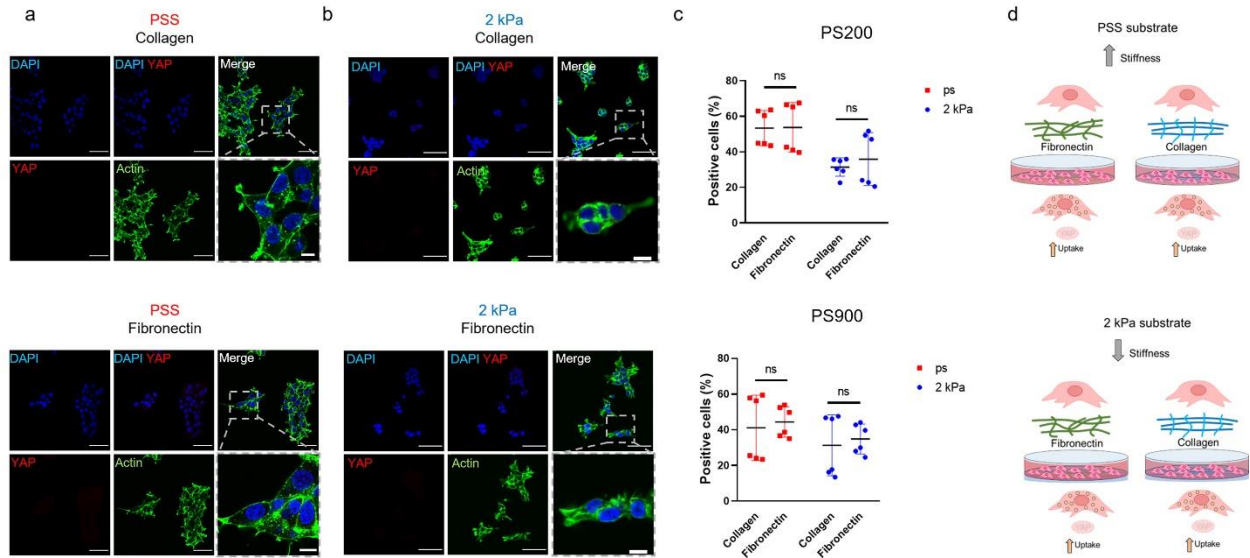 a
PSS
Collagen
DAPI
DAPI YAP
Merge
YAP
Actin
PSS
Fibronectin
DAPI
DAPI YAP
Merge
YAP
Actin
b
2 kPa
Collagen
DAPI
DAPI YAP
Merge
YAP
Actin
2 kPa
Fibronectin
DAPI
DAPI YAP
Merge
YAP
Actin
c
PS200
Positive cells (%)
80
60
40
20
0
ns
ns
ps
2 kPa
Collagen
Fibronectin
Collagen
Fibronectin
PS900
Positive cells (%)
80
60
40
20
0
ns
ns
ps
2 kPa
Collagen
Fibronectin
Collagen
Fibronectin
d
PSS substrate
Stiffness
Fibronectin
Collagen
YAP
YAP
Uptake
Uptake
2 kPa substrate
Stiffness
Fibronectin
Collagen
YAP
YAP
Uptake
Uptake